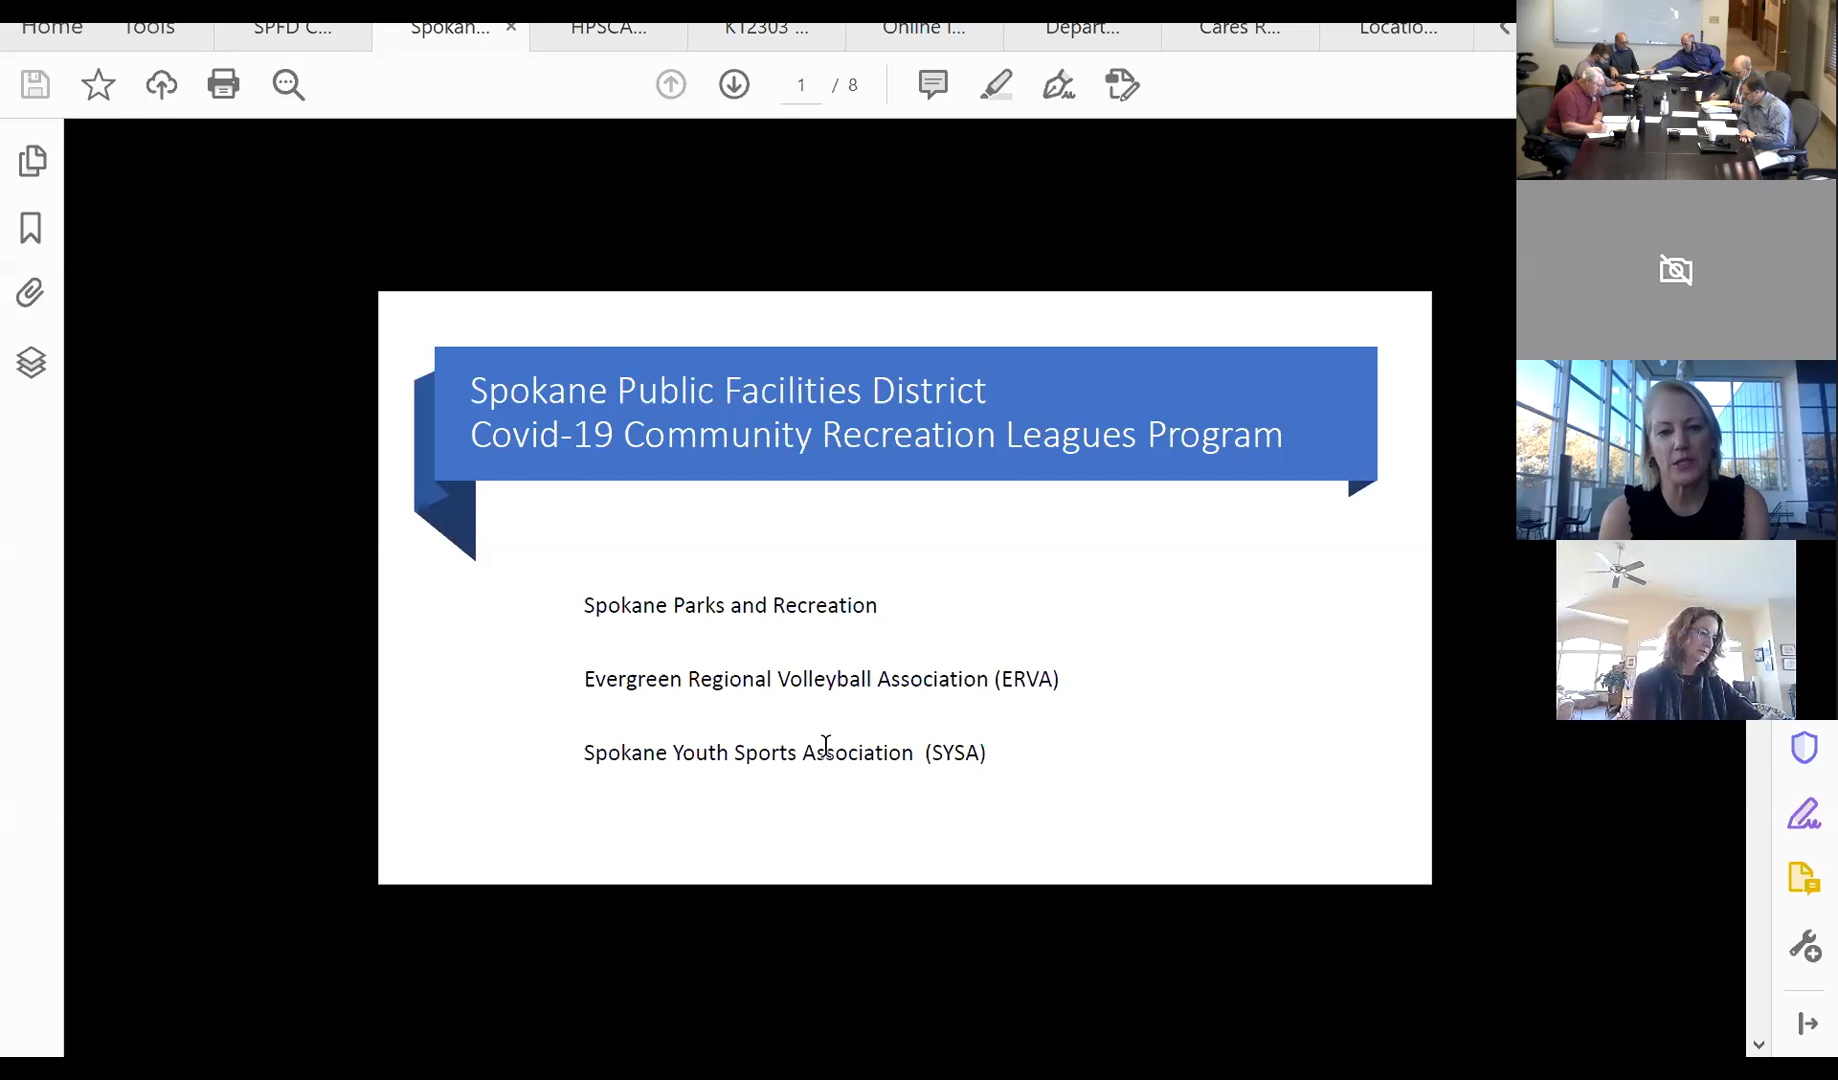 Home
Tools
SPFD C...
Spokan...
HPSCA...
KT2303 ...
Online I...
Depart...
Cares R...
Locatio...
1 / 8
Spokane Public Facilities District
Covid-19 Community Recreation Leagues Program
Spokane Parks and Recreation
Evergreen Regional Volleyball Association (ERVA)
Spokane Youth Sports Association (SYSA)